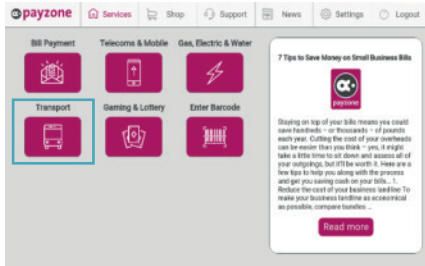 payzone Services Shop Support News Settings Logout
Bill Payment Telecoms & Mobile Gas, Electric & Water
Transport Gaming & Lottery Enter Barcode
7 Tips to Save Money on Small Business Bills
payzone
Staying on top of your bills means you could
save hundreds – or thousands – of pounds
each year. Cutting the cost of your overheads
can be easier than you think – yes, it might
take a little time to sit down and assess all of
your outgoings, but it'll be worth it. Here are a
few tips to help you along with the process
and get you saving cash on your bills... 1.
Reduce the cost of your business landline To
make your business landline as economical
as possible, compare bundles ...
Read more